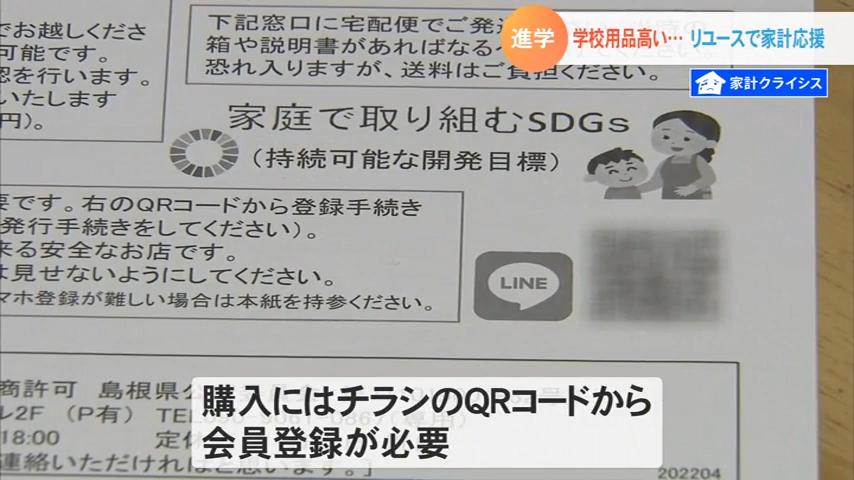 進学
学校用品高い… リユースで家計応援
家計クライシス
でお越しくださ
可能です。
認を行います。
いたします
円)。
下記窓口に宅配便でご発
箱や説明書があればなる
恐れ入りますが、送料はご負担ください。
家庭で取り組むSDGs
(持続可能な開発目標)
要です。右のQRコードから登録手続き
発行手続きをしてください)。
来る安全なお店です。
は見せないようにしてください。
マホ登録が難しい場合は本紙を持参ください。
LINE
商許可 島根県公
ル2F (P有) TEL
18:00 定休
連絡いただければと思います。」
202204
購入にはチラシのQRコードから
会員登録が必要